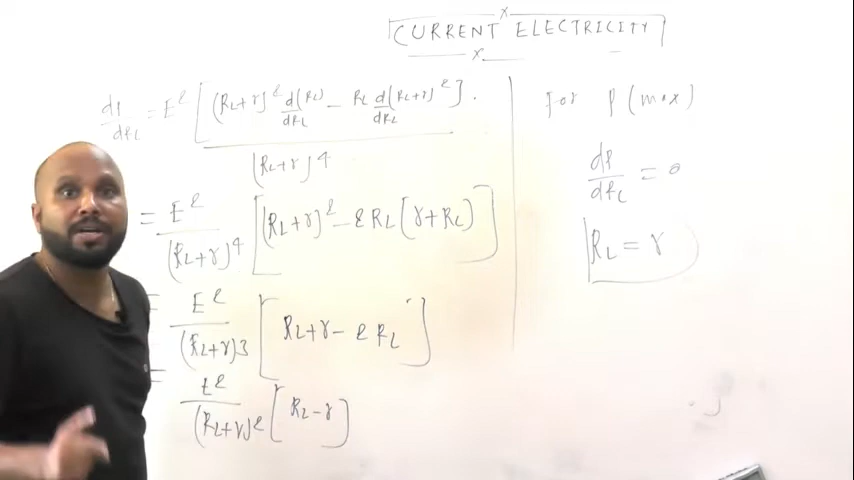 CURRENT ELECTRICITY
dP/dRL = E² [ (RL+r)² d(RL)/dRL − RL d(RL+r)²/dRL ] .
(RL+r)⁴
= E²/(RL+r)⁴ [ (RL+r)² − 2RL [r+RL) ]
= E²/(RL+r)3 [ RL+r − 2RL ]
= E²/(RL+r)² [ RL−r ]
For P(max)
dP/dRL = 0
RL = r